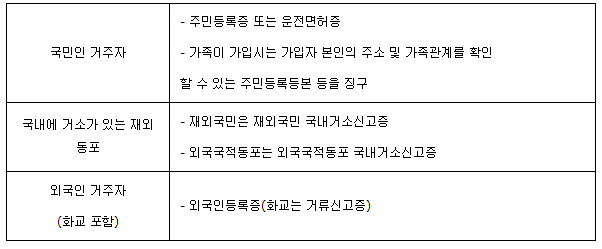 국민인 거주자
- 주민등록증 또는 운전면허증
- 가족이 가입시는 가입자 본인의 주소 및 가족관계를 확인
할 수 있는 주민등록등본 등을 징구
국내에 거소가 있는 재외
동포
- 재외국민은 재외국민 국내거소신고증
- 외국국적동포는 외국국적동포 국내거소신고증
외국인 거주자
(화교 포함)
- 외국인등록증(화교는 거류신고증)